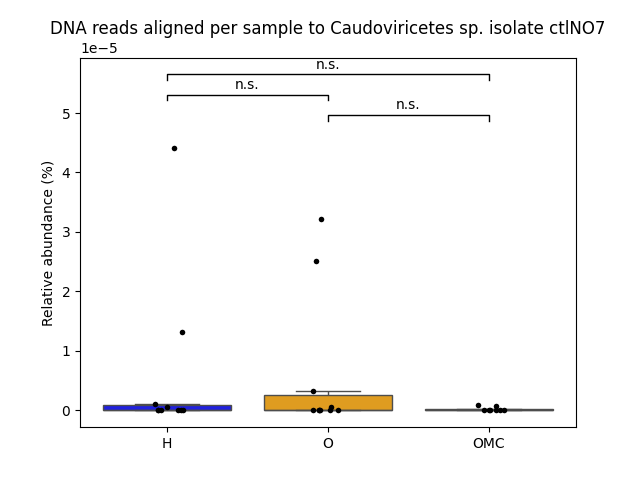 DNA reads aligned per sample to Caudoviricetes sp. isolate ctlNO7
1e−5
n.s.
n.s.
n.s.
5
4
3
2
1
0
Relative abundance (%)
H
O
OMC